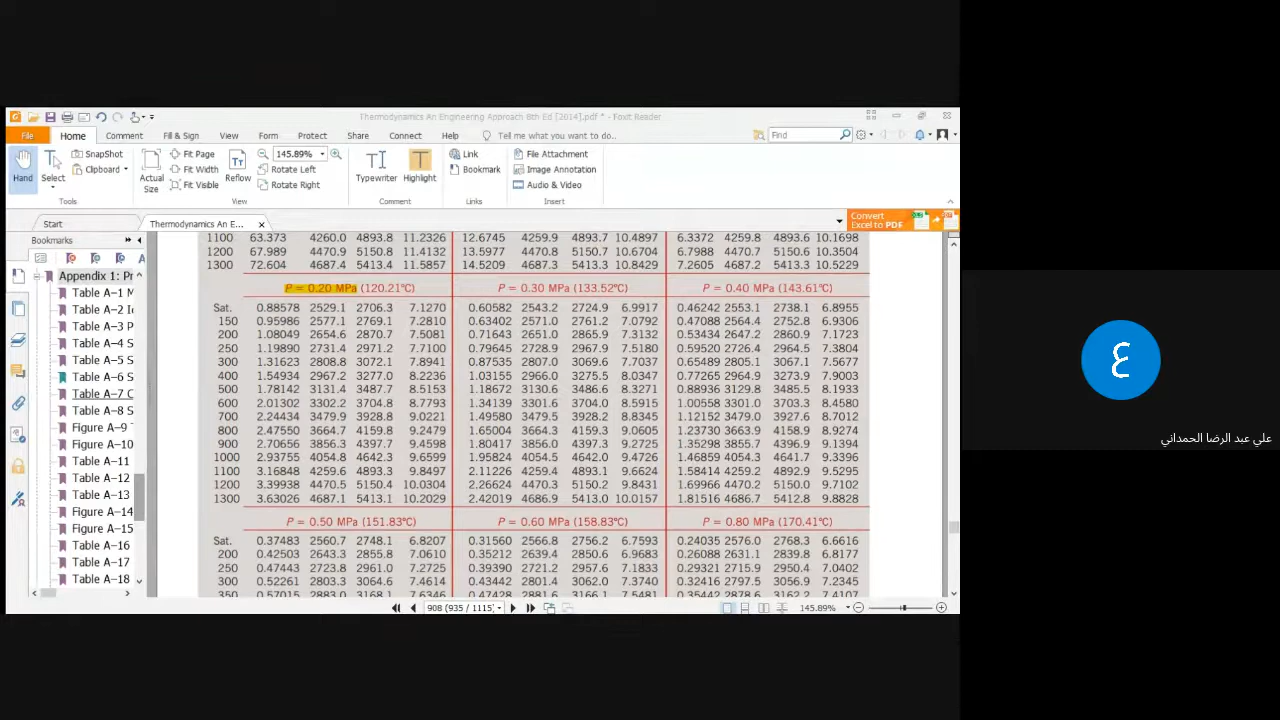 Thermodynamics An Engineering Approach 8th Ed [2014].pdf * - Foxit Reader
File Home Comment Fill & Sign View Form Protect Share Connect Help Tell me what you want to do.. Find
SnapShot Fit Page 145.89% Link File Attachment
Clipboard Fit Width Rotate Left Bookmark Image Annotation
Hand Select Actual Size Fit Visible Reflow Rotate Right Typewriter Highlight Audio & Video
Tools View Comment Links Insert
Start Thermodynamics An E... Convert Excel to PDF
Bookmarks
Appendix 1: Pr
Table A-1 M
Table A-2 I
Table A-3 P
Table A-4 S
Table A-5 S
Table A-6 S
Table A-7 C
Table A-8 S
Figure A-9
Figure A-10
Table A-11
Table A-12
Table A-13
Figure A-14
Figure A-15
Table A-16
Table A-17
Table A-18
1100 63.373 4260.0 4893.8 11.2326 12.6745 4259.9 4893.7 10.4897 6.3372 4259.8 4893.6 10.1698
1200 67.989 4470.9 5150.8 11.4132 13.5977 4470.8 5150.7 10.6704 6.7988 4470.7 5150.6 10.3504
1300 72.604 4687.4 5413.4 11.5857 14.5209 4687.3 5413.3 10.8429 7.2605 4687.2 5413.3 10.5229
P = 0.20 MPa (120.21°C) P = 0.30 MPa (133.52°C) P = 0.40 MPa (143.61°C)
Sat. 0.88578 2529.1 2706.3 7.1270 0.60582 2543.2 2724.9 6.9917 0.46242 2553.1 2738.1 6.8955
150 0.95986 2577.1 2769.1 7.2810 0.63402 2571.0 2761.2 7.0792 0.47088 2564.4 2752.8 6.9306
200 1.08049 2654.6 2870.7 7.5081 0.71643 2651.0 2865.9 7.3132 0.53434 2647.2 2860.9 7.1723
250 1.19890 2731.4 2971.2 7.7100 0.79645 2728.9 2967.9 7.5180 0.59520 2726.4 2964.5 7.3804
300 1.31623 2808.8 3072.1 7.8941 0.87535 2807.0 3069.6 7.7037 0.65489 2805.1 3067.1 7.5677
400 1.54934 2967.2 3277.0 8.2236 1.03155 2966.0 3275.5 8.0347 0.77265 2964.9 3273.9 7.9003
500 1.78142 3131.4 3487.7 8.5153 1.18672 3130.6 3486.6 8.3271 0.88936 3129.8 3485.5 8.1933
600 2.01302 3302.2 3704.8 8.7793 1.34139 3301.6 3704.0 8.5915 1.00558 3301.0 3703.3 8.4580
700 2.24434 3479.9 3928.8 9.0221 1.49580 3479.5 3928.2 8.8345 1.12152 3479.0 3927.6 8.7012
800 2.47550 3664.7 4159.8 9.2479 1.65004 3664.3 4159.3 9.0605 1.23730 3663.9 4158.9 8.9274
900 2.70656 3856.3 4397.7 9.4598 1.80417 3856.0 4397.3 9.2725 1.35298 3855.7 4396.9 9.1394
1000 2.93755 4054.8 4642.3 9.6599 1.95824 4054.5 4642.0 9.4726 1.46859 4054.3 4641.7 9.3396
1100 3.16848 4259.6 4893.3 9.8497 2.11226 4259.4 4893.1 9.6624 1.58414 4259.2 4892.9 9.5295
1200 3.39938 4470.5 5150.4 10.0304 2.26624 4470.3 5150.2 9.8431 1.69966 4470.2 5150.0 9.7102
1300 3.63026 4687.1 5413.1 10.2029 2.42019 4686.9 5413.0 10.0157 1.81516 4686.7 5412.8 9.8828
P = 0.50 MPa (151.83°C) P = 0.60 MPa (158.83°C) P = 0.80 MPa (170.41°C)
Sat. 0.37483 2560.7 2748.1 6.8207 0.31560 2566.8 2756.2 6.7593 0.24035 2576.0 2768.3 6.6616
200 0.42503 2643.3 2855.8 7.0610 0.35212 2639.4 2850.6 6.9683 0.26088 2631.1 2839.8 6.8177
250 0.47443 2723.8 2961.0 7.2725 0.39390 2721.2 2957.6 7.1833 0.29321 2715.9 2950.4 7.0402
300 0.52261 2803.3 3064.6 7.4614 0.43442 2801.4 3062.0 7.3740 0.32416 2797.5 3056.9 7.2345
350 0.57015 2883.0 3168.1 7.6346 0.47428 2881.6 3166.1 7.5481 0.35442 2878.6 3162.2 7.4107
908 (935 / 1115) 145.89%
ع
علي عبد الرضا الحمداني